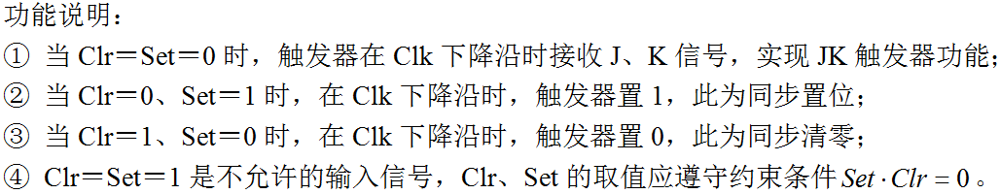 功能说明：
① 当 Clr＝Set＝0 时，触发器在 Clk 下降沿时接收 J、K 信号，实现 JK 触发器功能；
② 当 Clr＝0、Set＝1 时，在 Clk 下降沿时，触发器置 1，此为同步置位；
③ 当 Clr＝1、Set＝0 时，在 Clk 下降沿时，触发器置 0，此为同步清零；
④ Clr＝Set＝1 是不允许的输入信号，Clr、Set 的取值应遵守约束条件 Set · Clr = 0 。